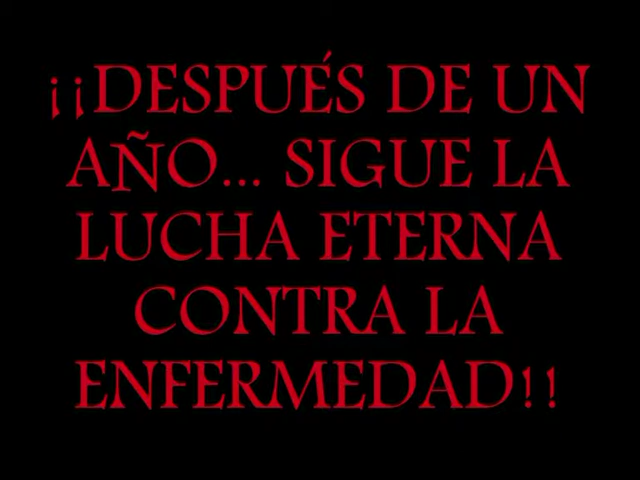 ¡¡DESPUÉS DE UN
AÑO... SIGUE LA
LUCHA ETERNA
CONTRA LA
ENFERMEDAD!!